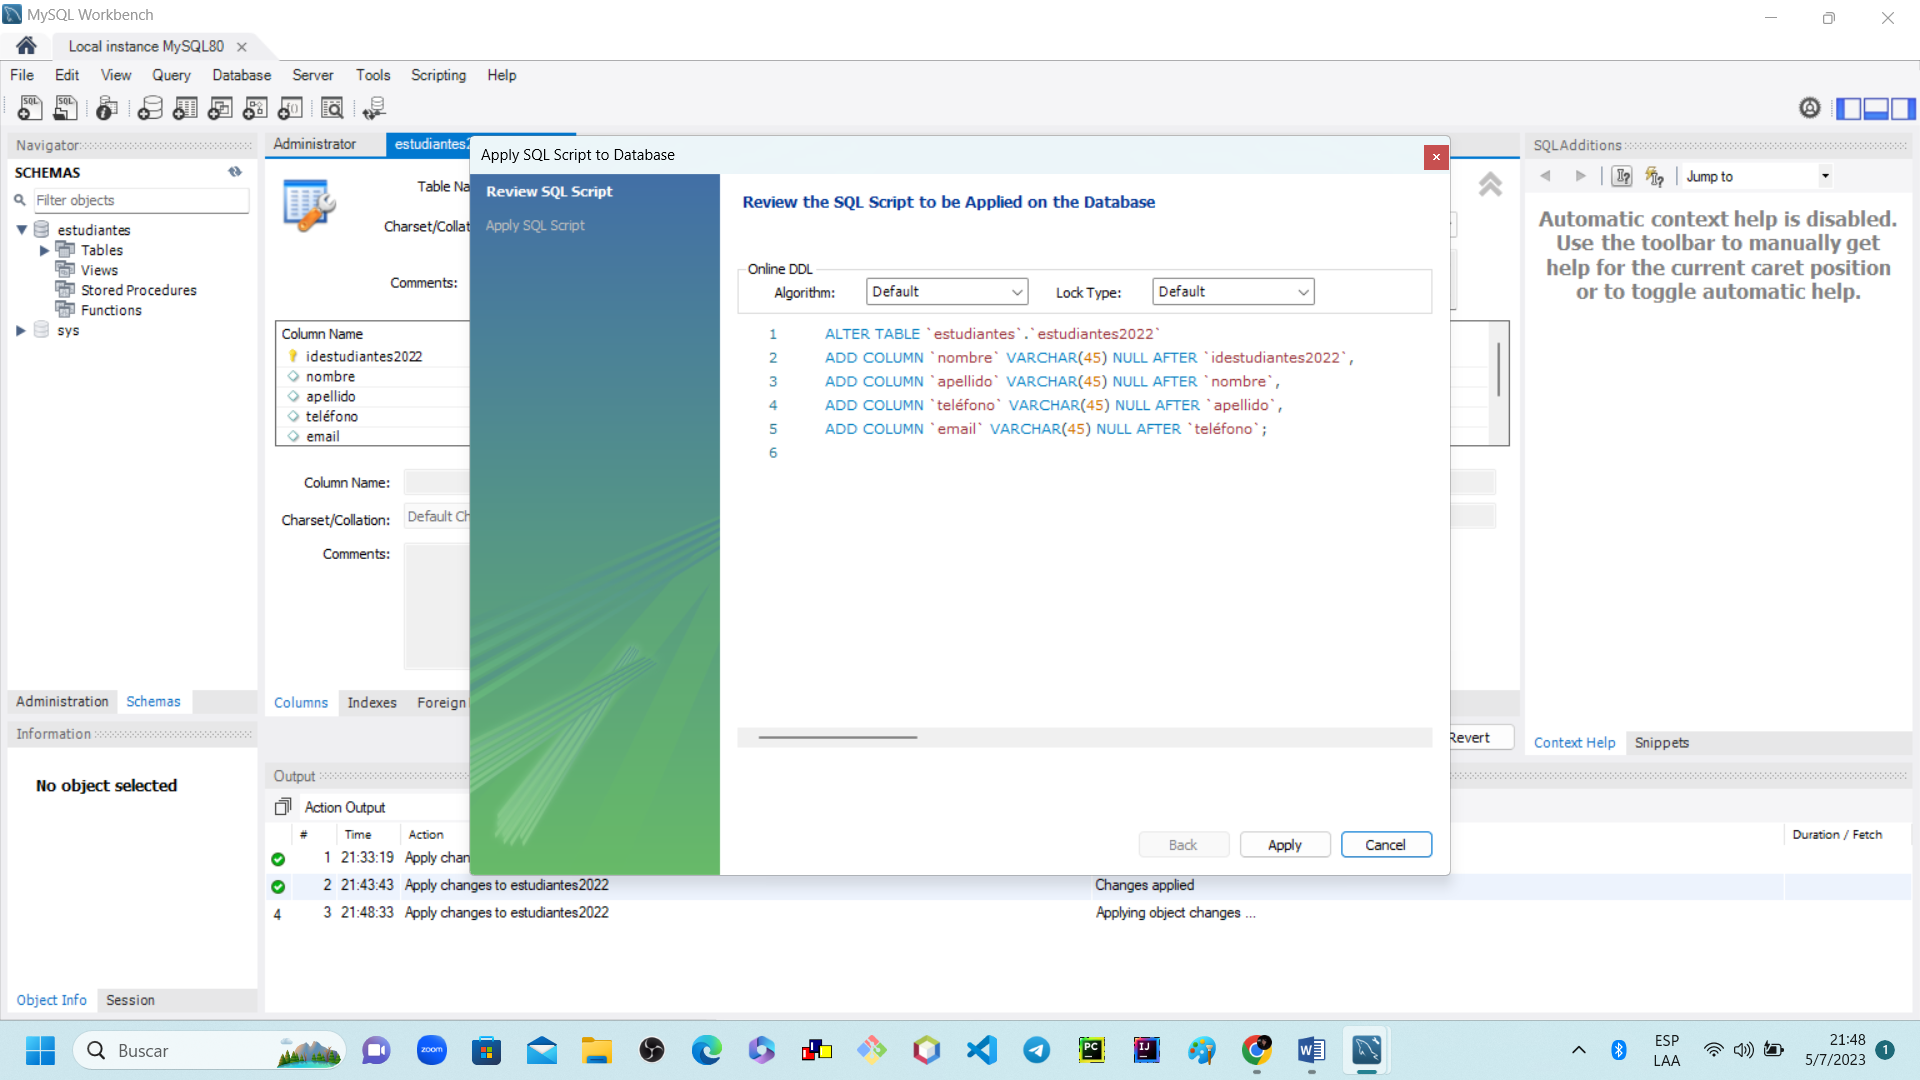 MySQL Workbench
Local instance MySQL80
File Edit View Query Database Server Tools Scripting Help
SQL SQL
Navigator
SCHEMAS
Filter objects
estudiantes
Tables
Views
Stored Procedures
Functions
sys
Administration Schemas
Information
No object selected
Object Info Session
Administrator
estudiantes2
Table Na
Charset/Collat
Comments:
Column Name
idestudiantes2022
nombre
apellido
teléfono
email
Column Name:
Charset/Collation:
Default Ch
Comments:
Columns Indexes Foreign
Apply SQL Script to Database
Review SQL Script
Apply SQL Script
Review the SQL Script to be Applied on the Database
Online DDL
Algorithm: Default Lock Type: Default
1 ALTER TABLE `estudiantes`.`estudiantes2022`
2 ADD COLUMN `nombre` VARCHAR(45) NULL AFTER `idestudiantes2022`,
3 ADD COLUMN `apellido` VARCHAR(45) NULL AFTER `nombre`,
4 ADD COLUMN `teléfono` VARCHAR(45) NULL AFTER `apellido`,
5 ADD COLUMN `email` VARCHAR(45) NULL AFTER `teléfono`;
6
Back Apply Cancel
Revert
SQLAdditions
Jump to
Automatic context help is disabled.
Use the toolbar to manually get
help for the current caret position
or to toggle automatic help.
Context Help Snippets
Output
Action Output
# Time Action Duration / Fetch
1 21:33:19 Apply chan
2 21:43:43 Apply changes to estudiantes2022 Changes applied
4 3 21:48:33 Apply changes to estudiantes2022 Applying object changes ...
Buscar
zoom
PC
IJ
ESP
LAA
21:48
5/7/2023
1